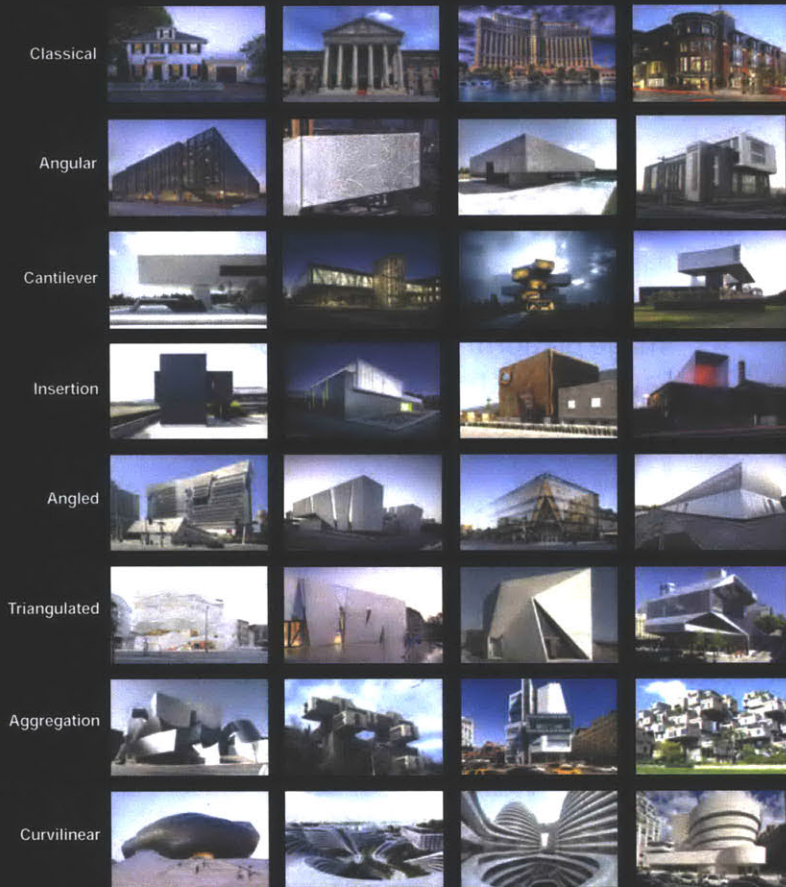 Classical
Angular
Cantilever
Insertion
Angled
Triangulated
Aggregation
Curvilinear